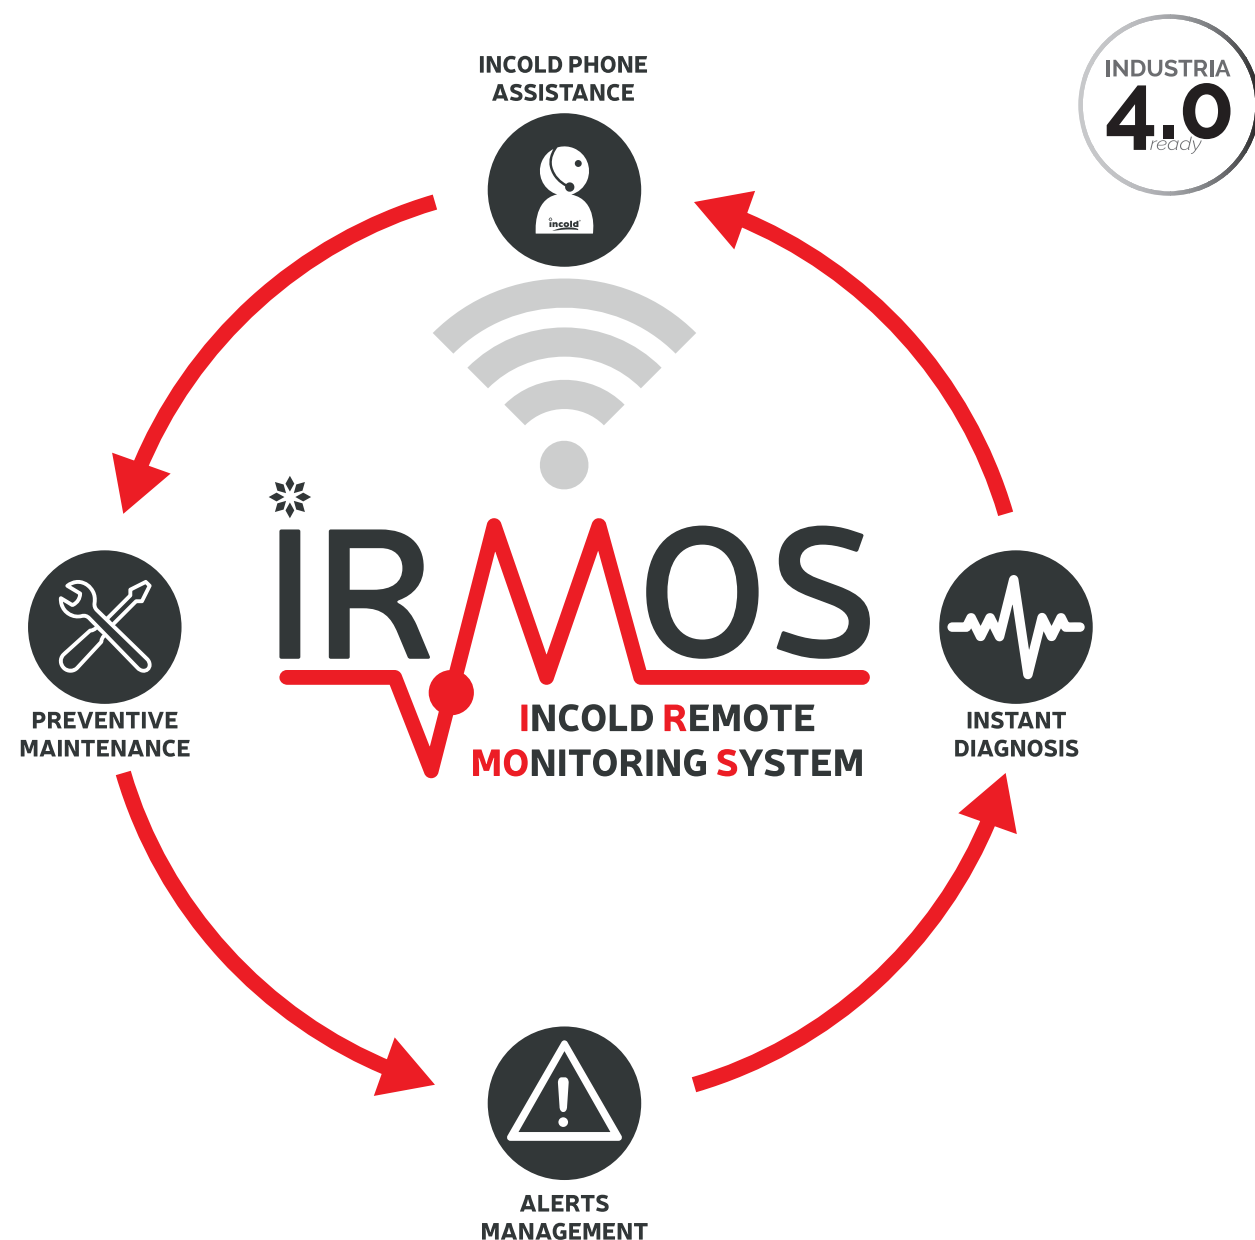 INCOLD PHONE
ASSISTANCE
INDUSTRIA
4.0
ready
incold
iRMOS
INCOLD REMOTE
MONITORING SYSTEM
PREVENTIVE
MAINTENANCE
INSTANT
DIAGNOSIS
ALERTS
MANAGEMENT